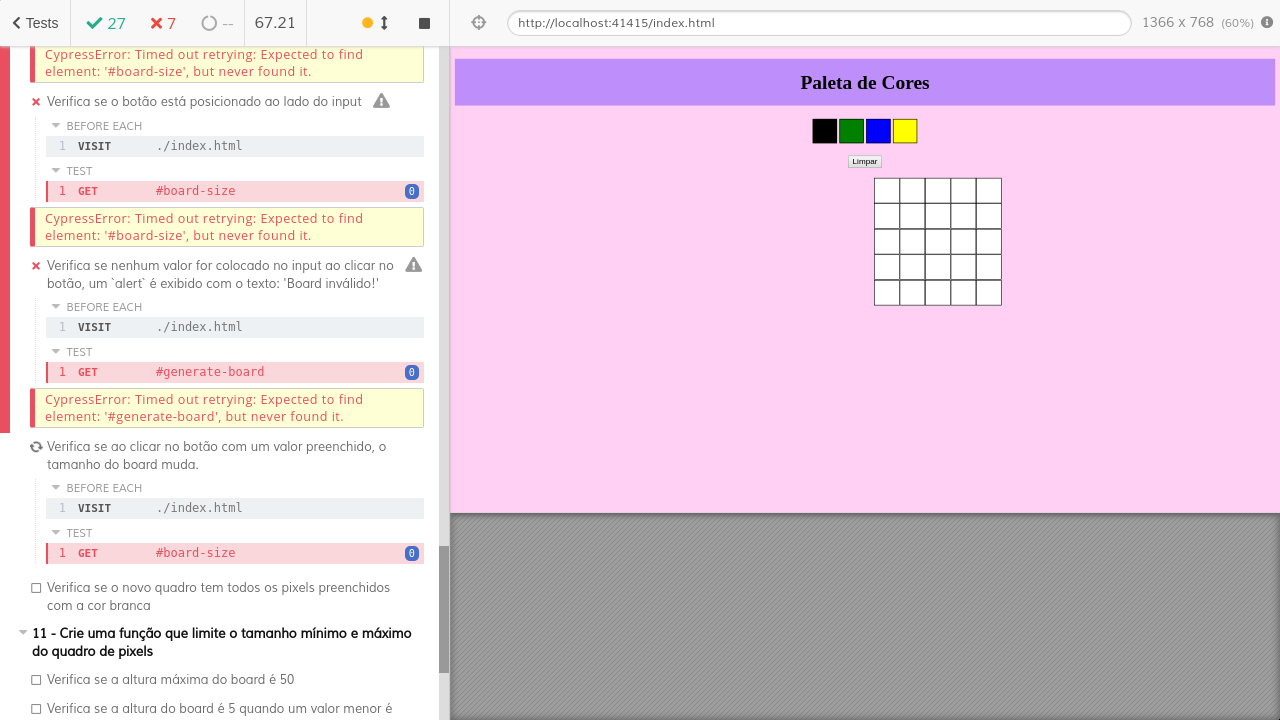 Tests
27
7
--
67.21
http://localhost:41415/index.html
1366 x 768 (60%)
CypressError: Timed out retrying: Expected to find
element: '#board-size', but never found it.
Verifica se o botão está posicionado ao lado do input
BEFORE EACH
1 VISIT ./index.html
TEST
1 GET #board-size 0
CypressError: Timed out retrying: Expected to find
element: '#board-size', but never found it.
Verifica se nenhum valor for colocado no input ao clicar no
botão, um `alert` é exibido com o texto: 'Board inválido!'
BEFORE EACH
1 VISIT ./index.html
TEST
1 GET #generate-board 0
CypressError: Timed out retrying: Expected to find
element: '#generate-board', but never found it.
Verifica se ao clicar no botão com um valor preenchido, o
tamanho do board muda.
BEFORE EACH
1 VISIT ./index.html
TEST
1 GET #board-size 0
Verifica se o novo quadro tem todos os pixels preenchidos
com a cor branca
11 - Crie uma função que limite o tamanho mínimo e máximo
do quadro de pixels
Verifica se a altura máxima do board é 50
Verifica se a altura do board é 5 quando um valor menor é
Paleta de Cores
Limpar